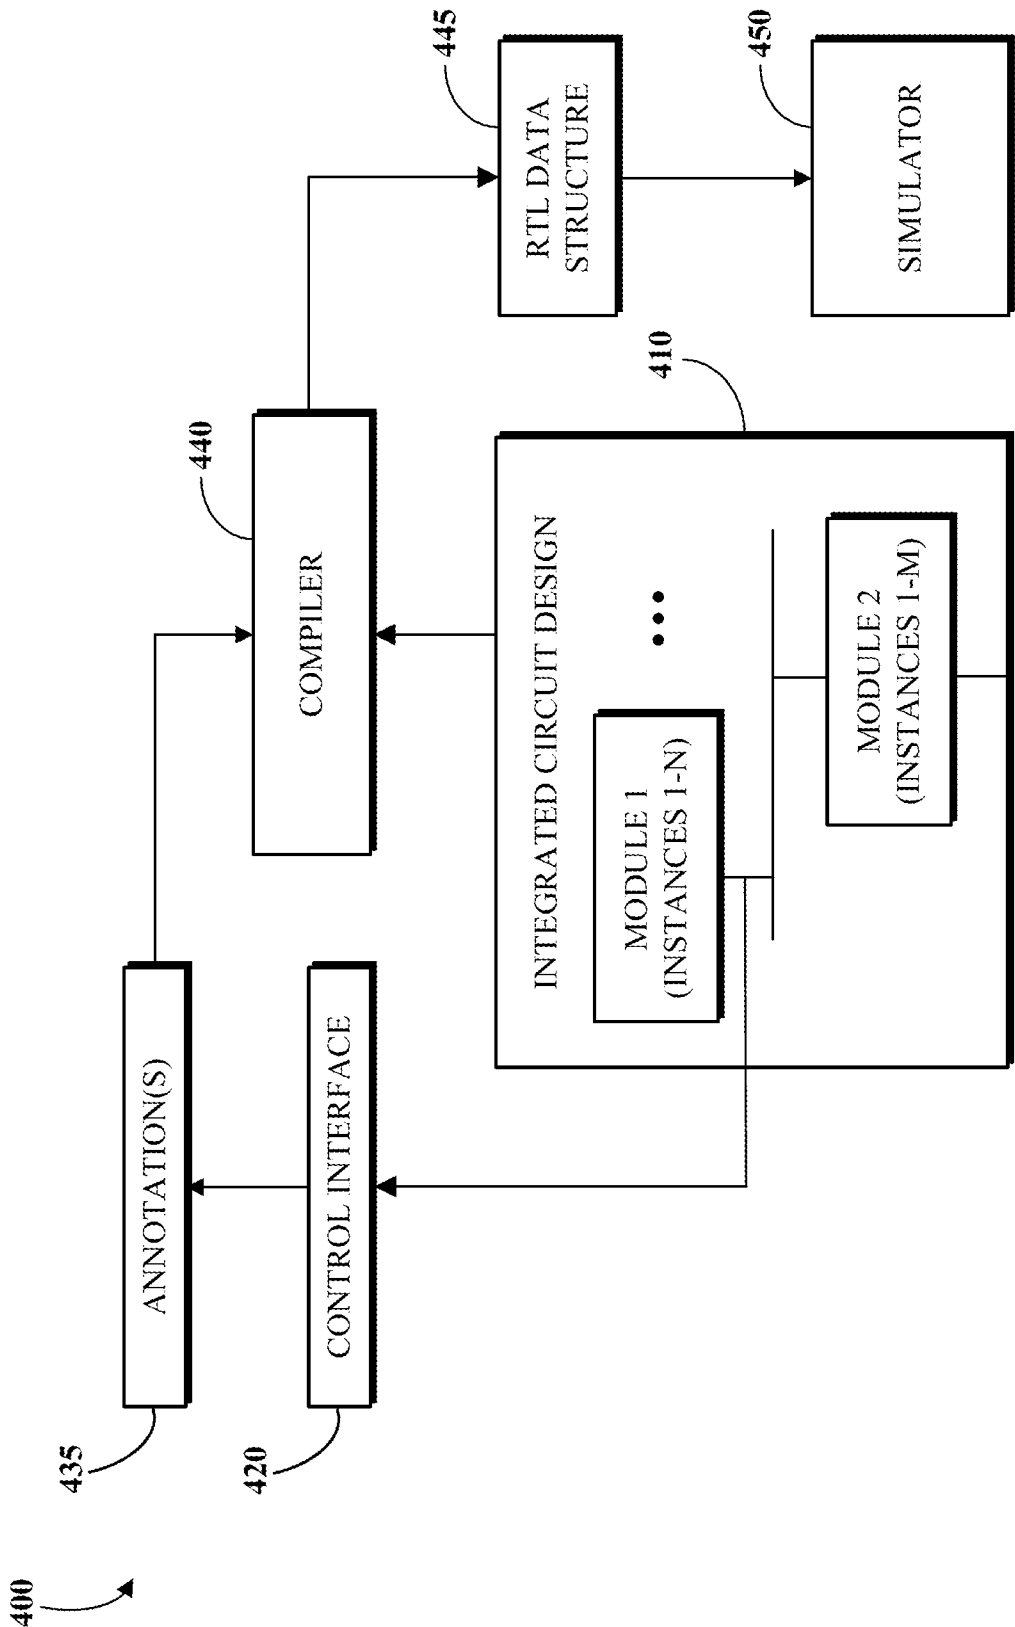 400
435
ANNOTATION(S)
420
CONTROL INTERFACE
440
COMPILER
445
RTL DATA
STRUCTURE
450
SIMULATOR
410
INTEGRATED CIRCUIT DESIGN
MODULE 1
(INSTANCES 1-N)
MODULE 2
(INSTANCES 1-M)